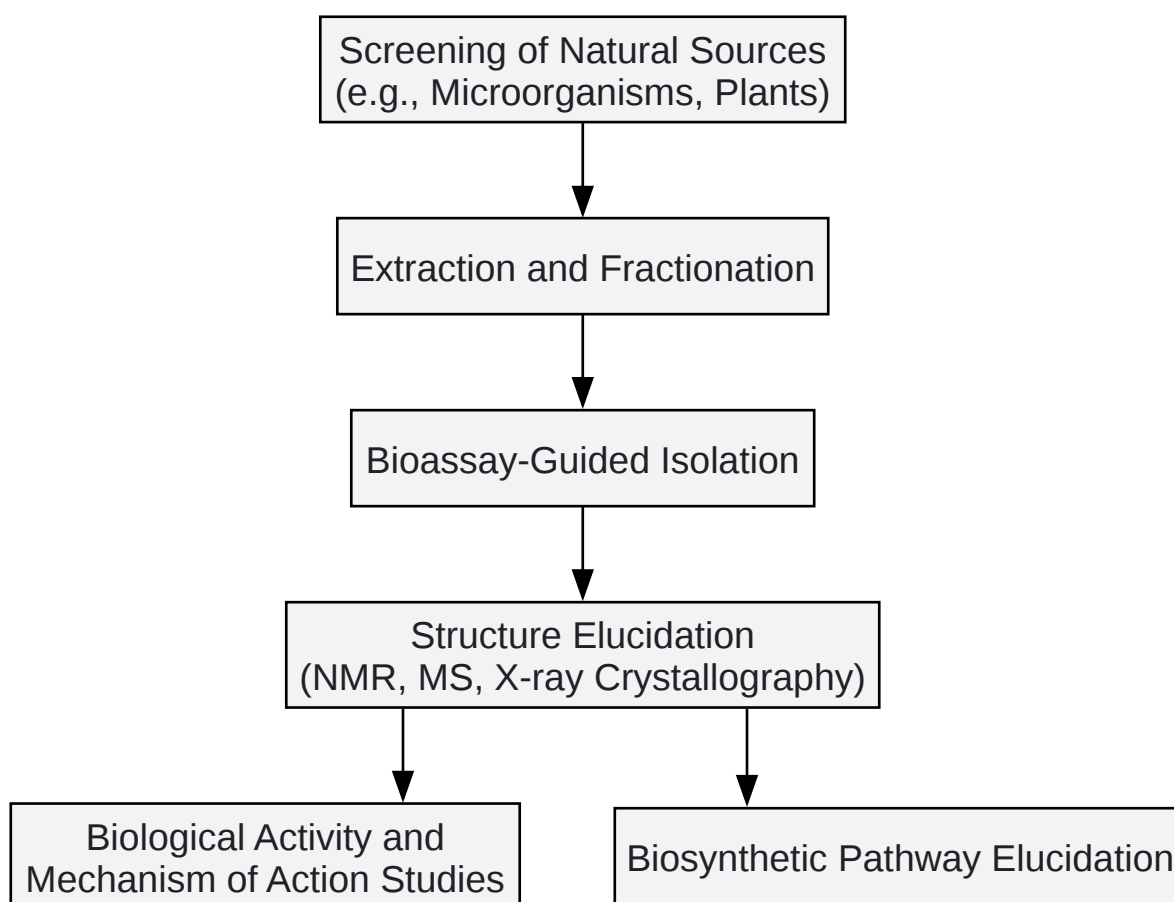 Screening of Natural Sources
(e.g., Microorganisms, Plants)
Extraction and Fractionation
Bioassay-Guided Isolation
Structure Elucidation
(NMR, MS, X-ray Crystallography)
Biological Activity and
Mechanism of Action Studies
Biosynthetic Pathway Elucidation